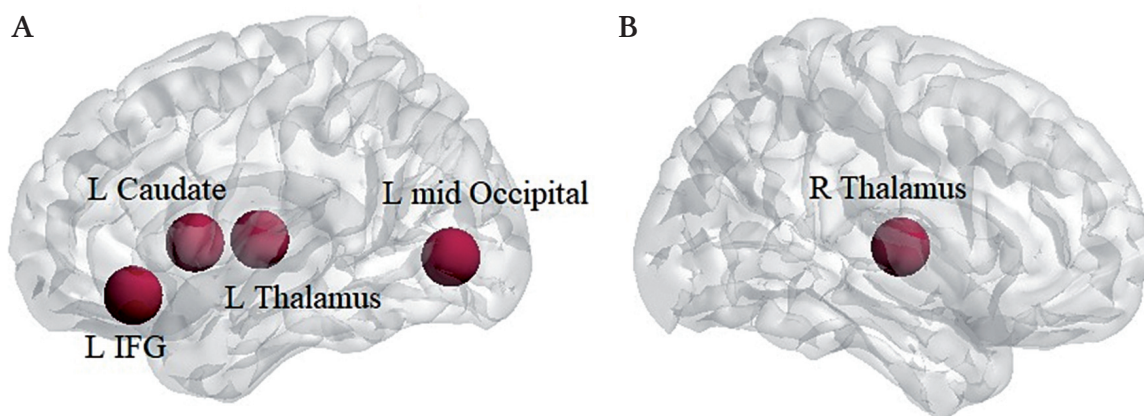 A
B
L Caudate
L mid Occipital
R Thalamus
L Thalamus
L IFG